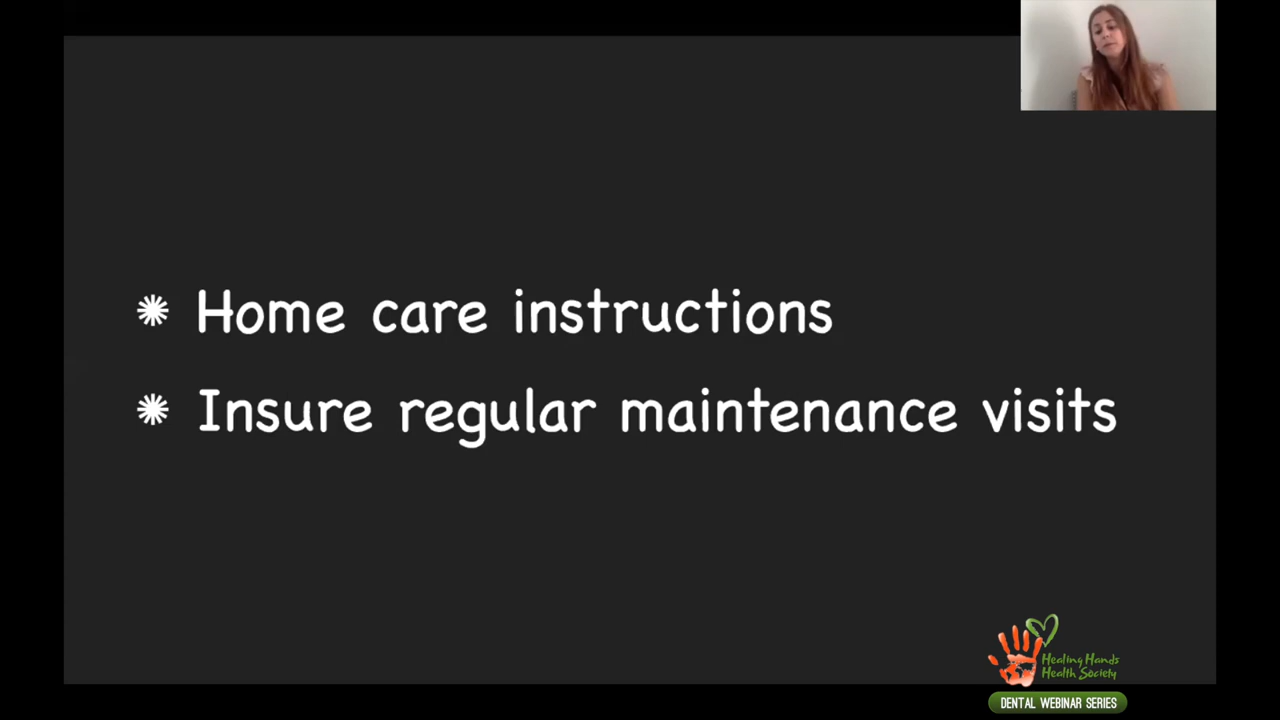 Home care instructions
Insure regular maintenance visits
Healing Hands
Health Society
DENTAL WEBINAR SERIES